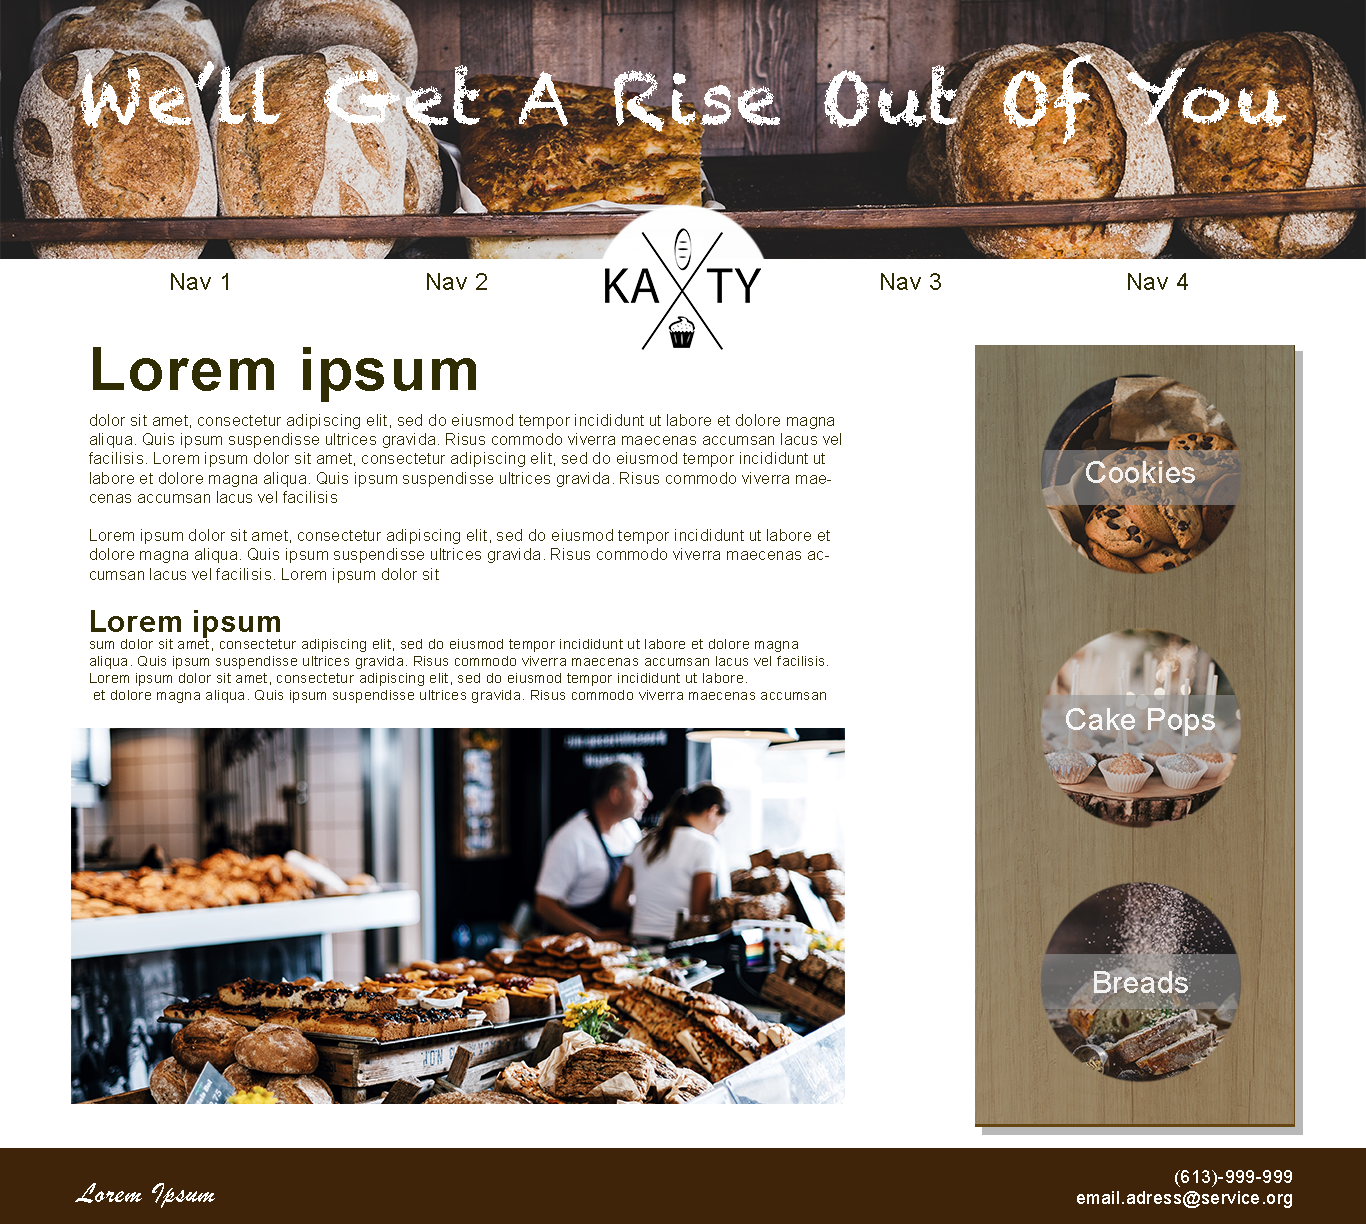 We'll Get A Rise Out Of You
Nav 1
Nav 2
KA TY
Nav 3
Nav 4
Lorem ipsum
dolor sit amet, consectetur adipiscing elit, sed do eiusmod tempor incididunt ut labore et dolore magna
aliqua. Quis ipsum suspendisse ultrices gravida. Risus commodo viverra maecenas accumsan lacus vel
facilisis. Lorem ipsum dolor sit amet, consectetur adipiscing elit, sed do eiusmod tempor incididunt ut
labore et dolore magna aliqua. Quis ipsum suspendisse ultrices gravida. Risus commodo viverra mae-
cenas accumsan lacus vel facilisis
Lorem ipsum dolor sit amet, consectetur adipiscing elit, sed do eiusmod tempor incididunt ut labore et
dolore magna aliqua. Quis ipsum suspendisse ultrices gravida. Risus commodo viverra maecenas ac-
cumsan lacus vel facilisis. Lorem ipsum dolor sit
Lorem ipsum
sum dolor sit amet, consectetur adipiscing elit, sed do eiusmod tempor incididunt ut labore et dolore magna
aliqua. Quis ipsum suspendisse ultrices gravida. Risus commodo viverra maecenas accumsan lacus vel facilisis.
Lorem ipsum dolor sit amet, consectetur adipiscing elit, sed do eiusmod tempor incididunt ut labore.
et dolore magna aliqua. Quis ipsum suspendisse ultrices gravida. Risus commodo viverra maecenas accumsan
Cookies
Cake Pops
Breads
Lorem Ipsum
(613)-999-999
email.adress@service.org